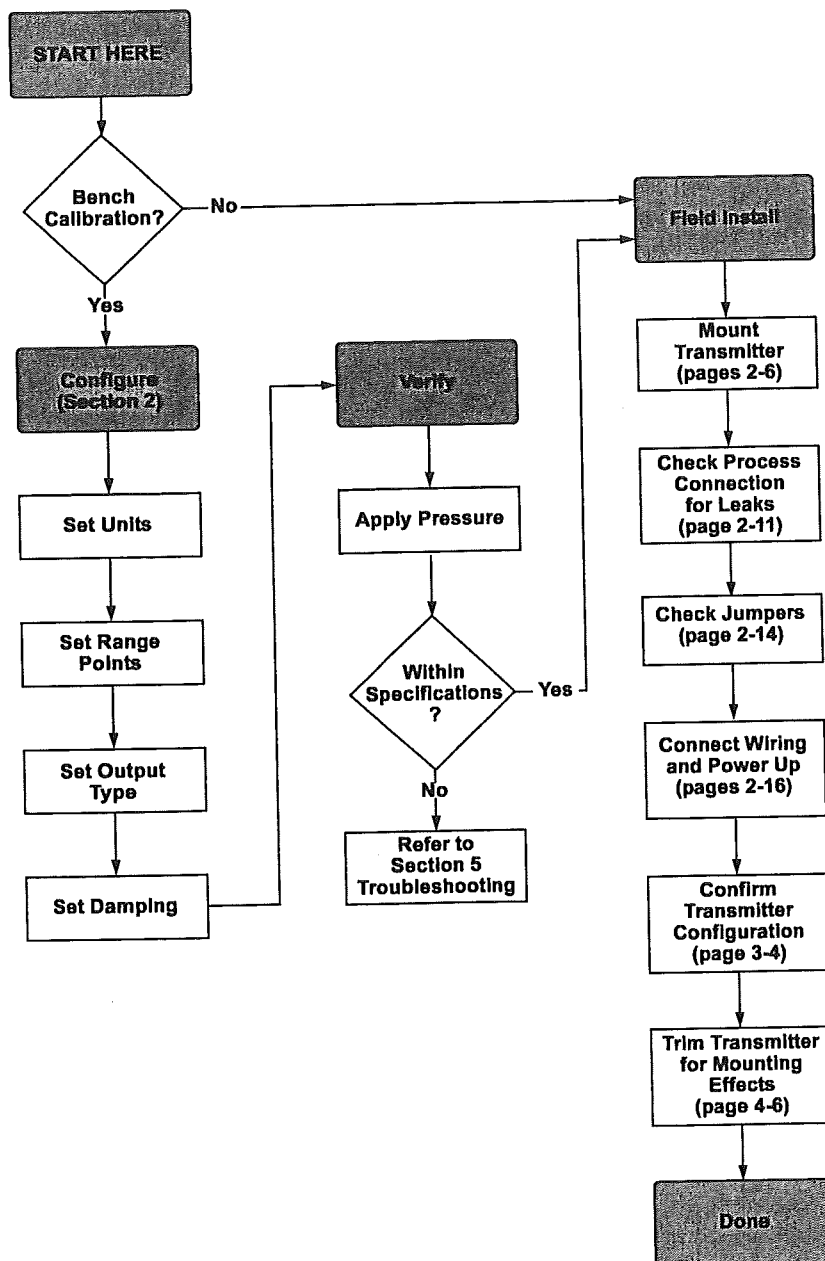 START HERE
Bench
Calibration?
No
Yes
Configure
(Section 2)
Set Units
Set Range
Points
Set Output
Type
Set Damping
Verify
Apply Pressure
Within
Specifications
?
Yes
No
Refer to
Section 5
Troubleshooting
Field Install
Mount
Transmitter
(pages 2-6)
Check Process
Connection
for Leaks
(page 2-11)
Check Jumpers
(page 2-14)
Connect Wiring
and Power Up
(pages 2-16)
Confirm
Transmitter
Configuration
(page 3-4)
Trim Transmitter
for Mounting
Effects
(page 4-6)
Done